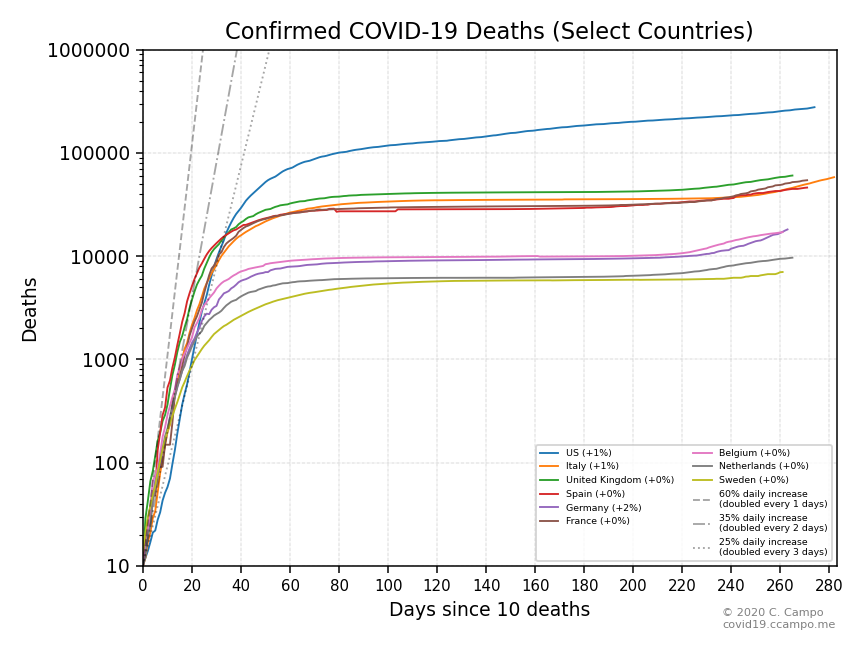 Confirmed COVID-19 Deaths (Select Countries)
1000000
100000
10000
1000
100
10
Deaths
0 20 40 60 80 100 120 140 160 180 200 220 240 260 280
Days since 10 deaths
US (+1%)
Italy (+1%)
United Kingdom (+0%)
Spain (+0%)
Germany (+2%)
France (+0%)
Belgium (+0%)
Netherlands (+0%)
Sweden (+0%)
60% daily increase
(doubled every 1 days)
35% daily increase
(doubled every 2 days)
25% daily increase
(doubled every 3 days)
© 2020 C. Campo
covid19.ccampo.me